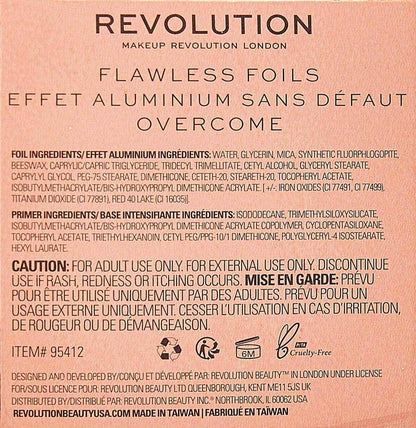 REVOLUTION
MAKEUP REVOLUTION LONDON
FLAWLESS FOILS
EFFET ALUMINIUM SANS DÉFAUT
OVERCOME
FOIL INGREDIENTS/ EFFET ALUMINIUM INGRÉDIENTS: WATER, GLYCERIN, MICA, SYNTHETIC FLUORPHLOGOPITE,
BEESWAX, CAPRYLIC/CAPRIC TRIGLYCERIDE, TRIDECYL TRIMELLITATE, CETYL ALCOHOL, GLYCERYL STEARATE,
CAPRYLYL GLYCOL, PEG-75 STEARATE, DIMETHICONE, CETETH-20, STEARETH-20, TOCOPHERYL ACETATE,
ISOBUTYLMETHACRYLATE/BIS-HYDROXYPROPYL DIMETHICONE ACRYLATE. [ +/-: IRON OXIDES (CI 77491, CI 77499),
TITANIUM DIOXIDE (CI 77891), RED 40 LAKE (CI 16035)].
PRIMER INGREDIENTS/ BASE INTENSIFIANTE INGRÉDIENTS: ISODODECANE, TRIMETHYLSILOXYSILICATE,
ISOBUTYLMETHACRYLATE/BIS-HYDROXYPROPYL DIMETHICONE ACRYLATE COPOLYMER, CYCLOPENTASILOXANE,
TOCOPHERYL ACETATE, TRIETHYLHEXANOIN, CETYL PEG/PPG-10/1 DIMETHICONE, POLYGLYCERYL-4 ISOSTEARATE,
HEXYL LAURATE.
CAUTION: FOR ADULT USE ONLY. FOR EXTERNAL USE ONLY. DISCONTINUE
USE IF RASH, REDNESS OR ITCHING OCCURS. MISE EN GARDE: PRÉVU
POUR ÊTRE UTILISÉ UNIQUEMENT PAR DES ADULTES. PRÉVU POUR UN
USAGE EXTERNE UNIQUEMENT. CESSER L'UTILISATION EN CAS D'IRRITATION,
DE ROUGEUR OU DE DÉMANGEAISON.
ITEM# 95412
6M
PETA
Cruelty-Free
DESIGNED AND DEVELOPED BY/CONÇU ET DÉVELOPPÉ PAR: REVOLUTION BEAUTY™ IN LONDON UNDER LICENSE
FOR/SOUS LICENCE POUR: REVOLUTION BEAUTY LTD QUEENBOROUGH, KENT ME11 5JS UK
DISTRIBUTED BY/DISTRIBUÉ PAR: REVOLUTION BEAUTY™ INC. NORTHBROOK, IL 60062 USA
REVOLUTIONBEAUTYUSA.COM MADE IN TAIWAN | FABRIQUÉ EN TAÏWAN